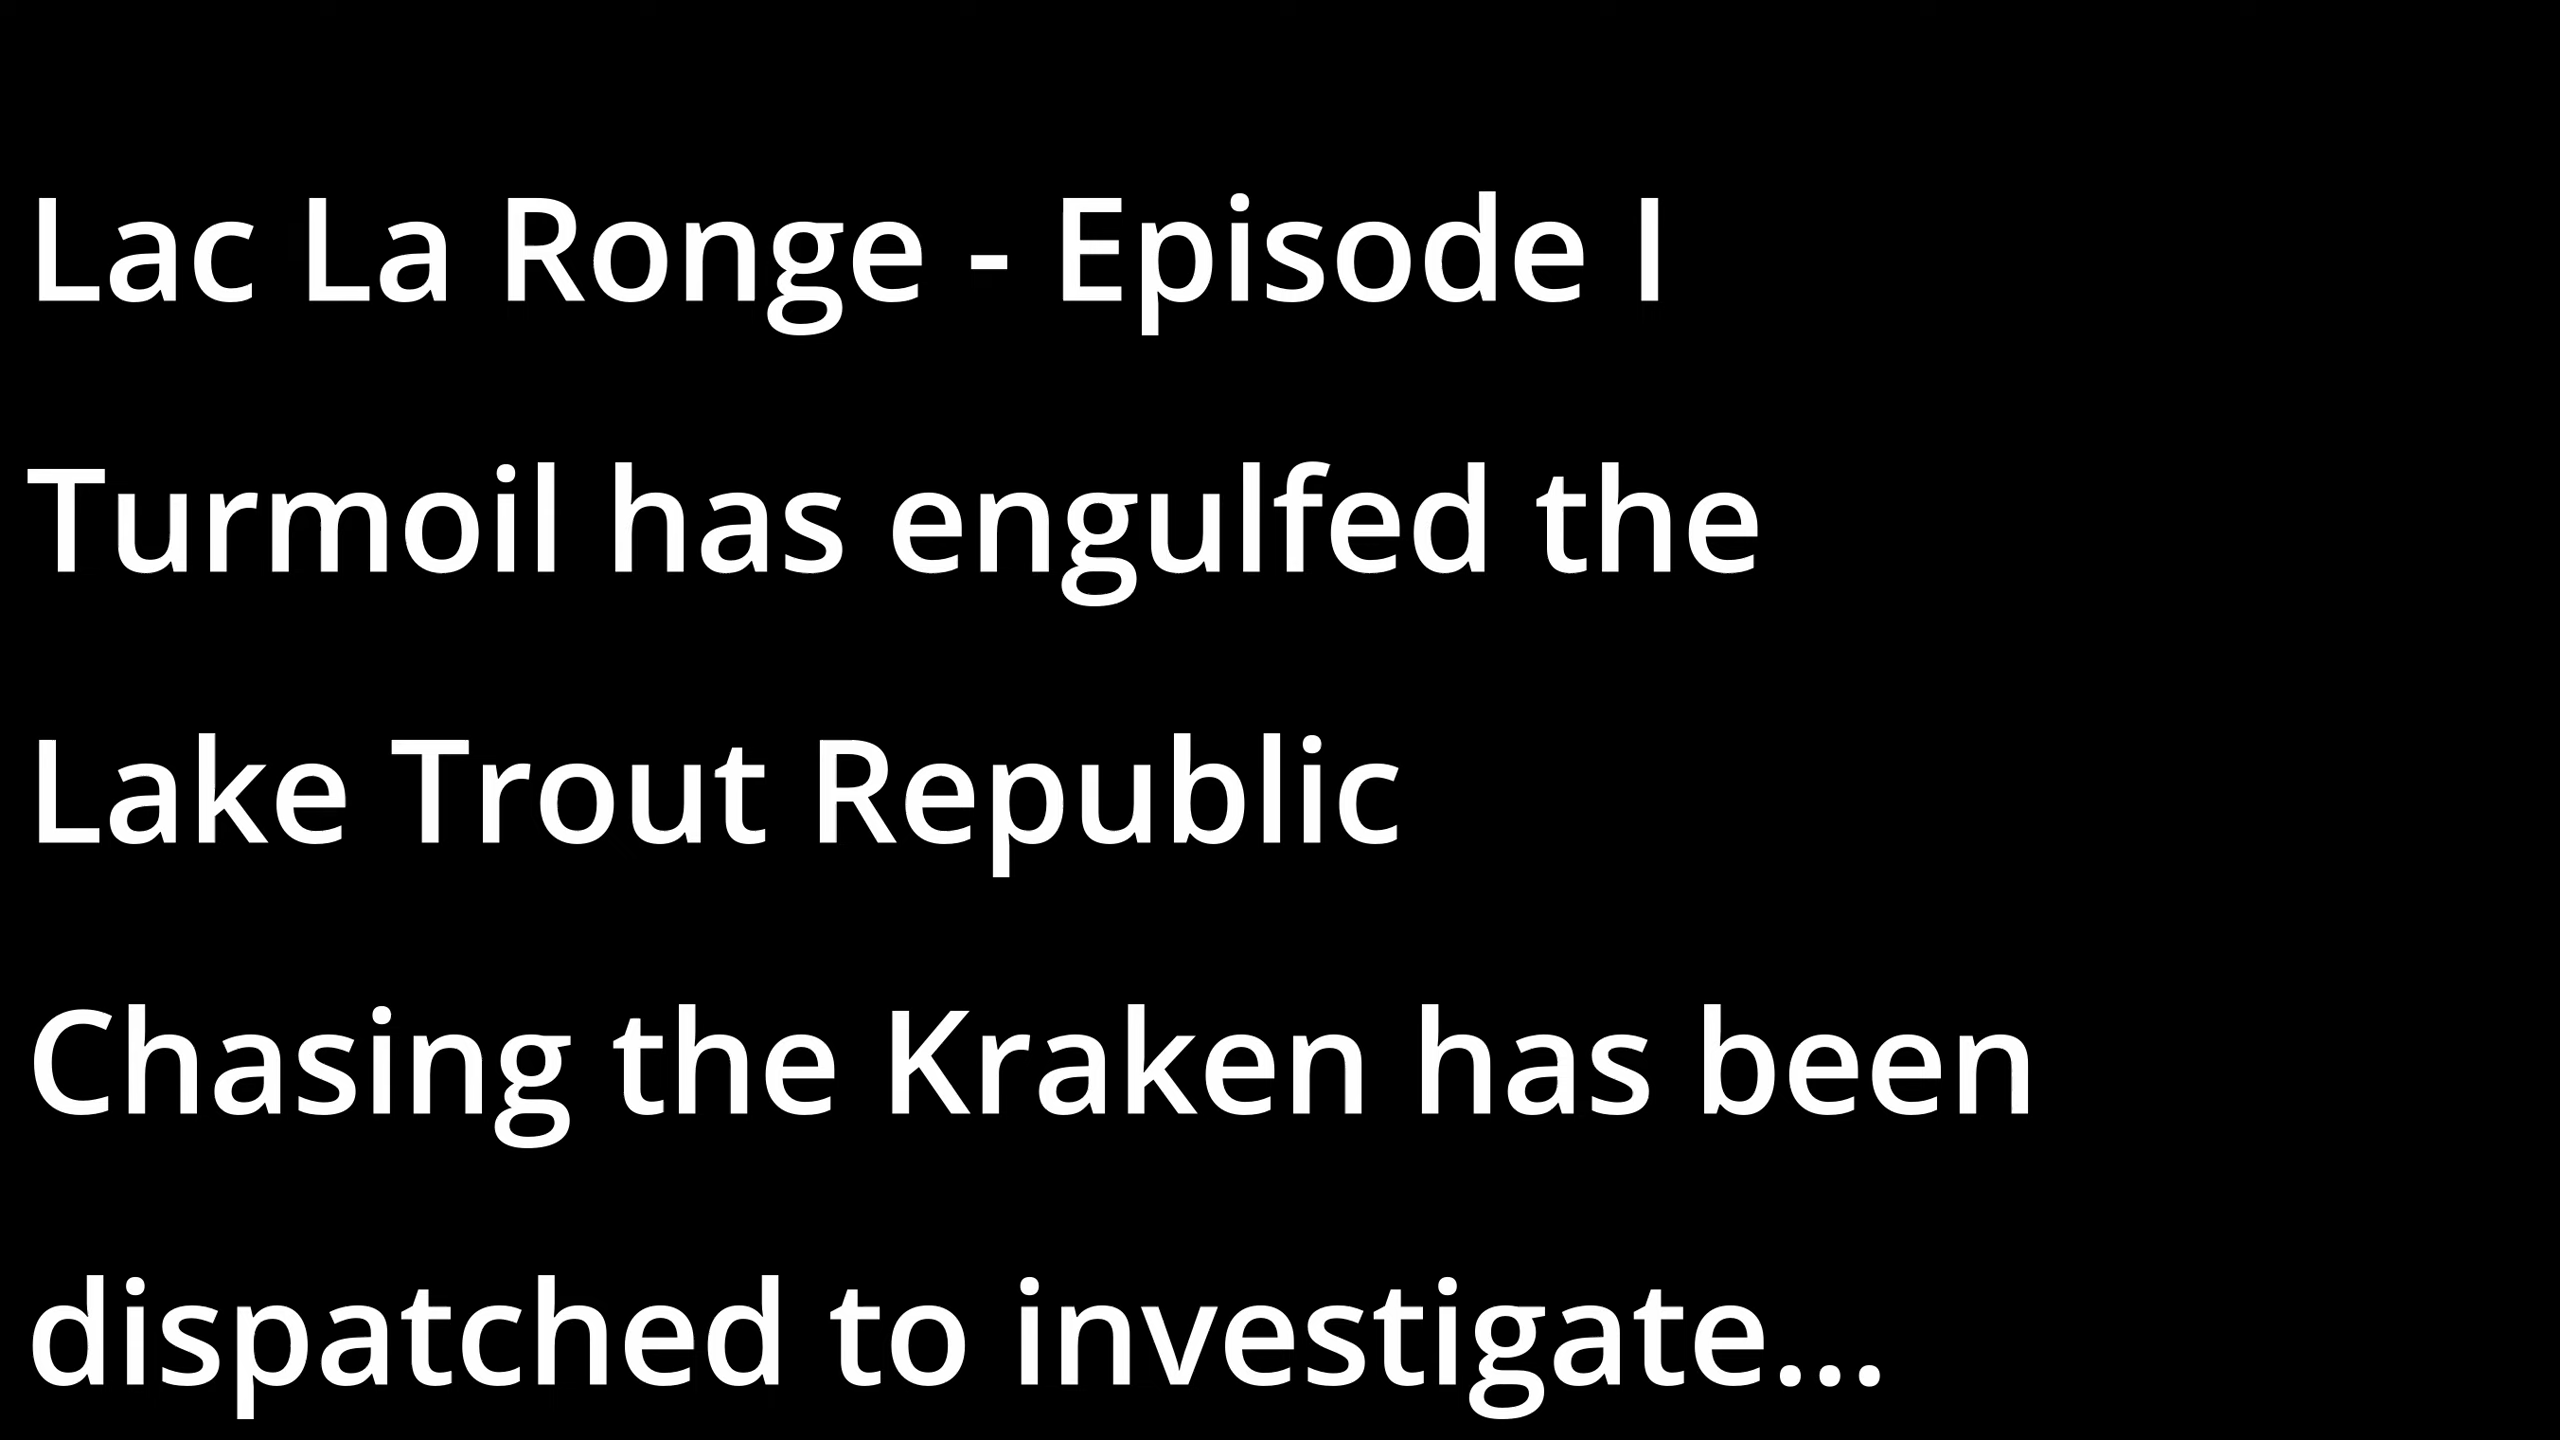 Lac La Ronge - Episode I
Turmoil has engulfed the
Lake Trout Republic
Chasing the Kraken has been
dispatched to investigate...